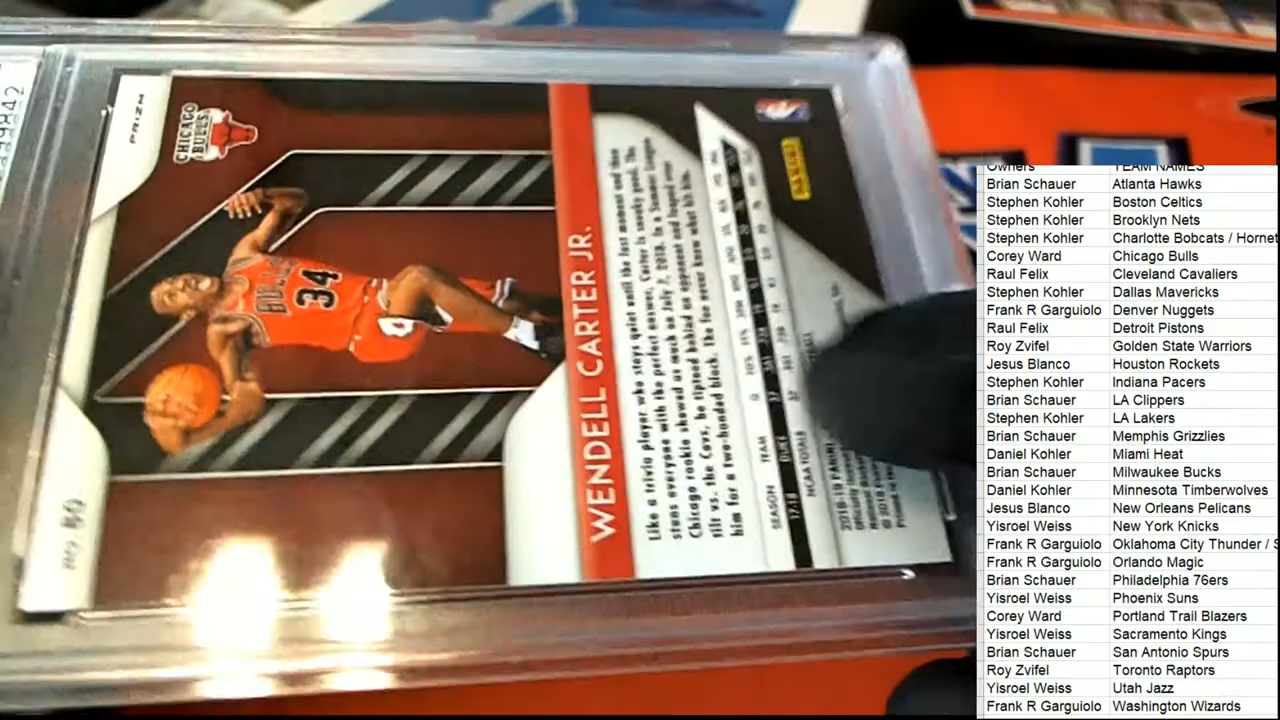 39842
PRIZM
CHICAGO
BULLS
BULLS
34
WENDELL CARTER JR.
Like a trivia player who stays quiet until the last moment and then
stuns everyone with the perfect answer, Carter is sneaky good. The
Chicago rookie showed as much on July 7, 2018. In a Summer League
tilt vs. the Cavs, he tiptoed behind an opponent and leaped over
him for a two-handed block. The foe never knew what hit his.
SEASON TEAM G
17/18 DUKE 37
NCAA TOTALS 37
PANINI
2018-19 PANINI
Owners TEAM NAMES
Brian Schauer Atlanta Hawks
Stephen Kohler Boston Celtics
Stephen Kohler Brooklyn Nets
Stephen Kohler Charlotte Bobcats / Hornet
Corey Ward Chicago Bulls
Raul Felix Cleveland Cavaliers
Stephen Kohler Dallas Mavericks
Frank R Garguiolo Denver Nuggets
Raul Felix Detroit Pistons
Roy Zvifel Golden State Warriors
Jesus Blanco Houston Rockets
Stephen Kohler Indiana Pacers
Brian Schauer LA Clippers
Stephen Kohler LA Lakers
Brian Schauer Memphis Grizzlies
Daniel Kohler Miami Heat
Brian Schauer Milwaukee Bucks
Daniel Kohler Minnesota Timberwolves
Jesus Blanco New Orleans Pelicans
Yisroel Weiss New York Knicks
Frank R Garguiolo Oklahoma City Thunder / S
Frank R Garguiolo Orlando Magic
Brian Schauer Philadelphia 76ers
Yisroel Weiss Phoenix Suns
Corey Ward Portland Trail Blazers
Yisroel Weiss Sacramento Kings
Brian Schauer San Antonio Spurs
Roy Zvifel Toronto Raptors
Yisroel Weiss Utah Jazz
Frank R Garguiolo Washington Wizards